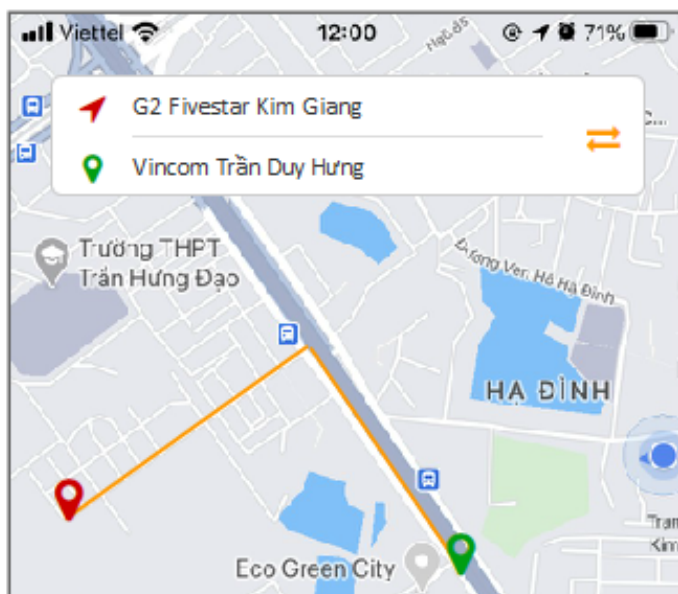 Viettel 12:00 71%
G2 Fivestar Kim Giang
Vincom Trần Duy Hưng
Trường THPT
Trần Hưng Đạo
Đường Ven Hồ Hạ Đình
HẠ ĐÌNH
Kim
Eco Green City